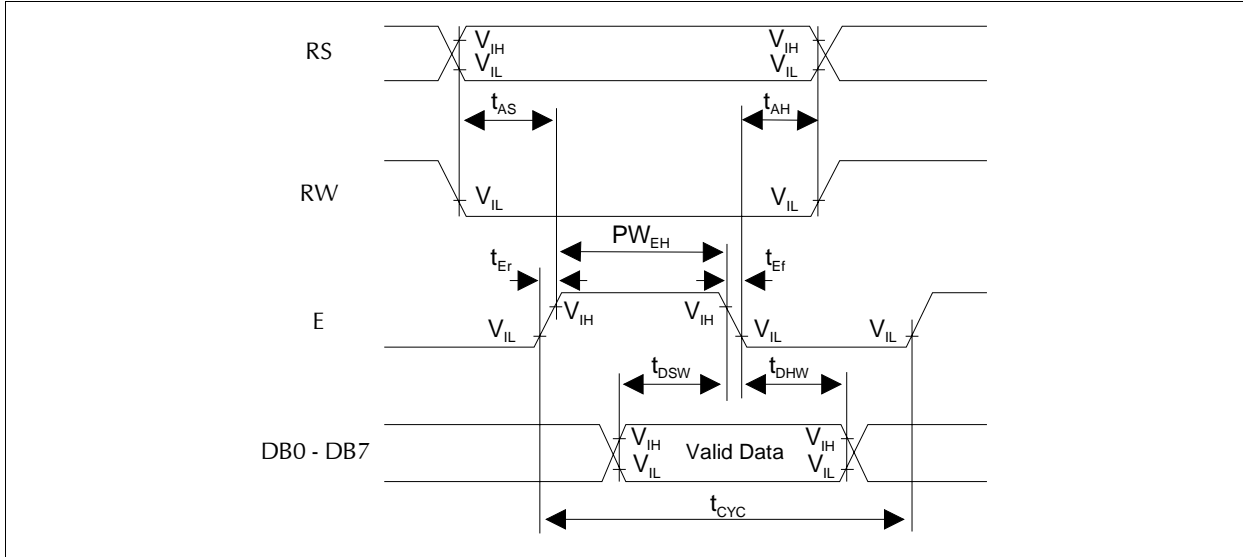 RS
V_IH
V_IL
V_IH
V_IL
t_AS
t_AH
RW
V_IL
V_IL
PW_EH
t_Er
t_Ef
E
V_IL
V_IH
V_IH
V_IL
V_IL
t_DSW
t_DHW
DB0 - DB7
V_IH
V_IL
Valid Data
V_IH
V_IL
t_CYC